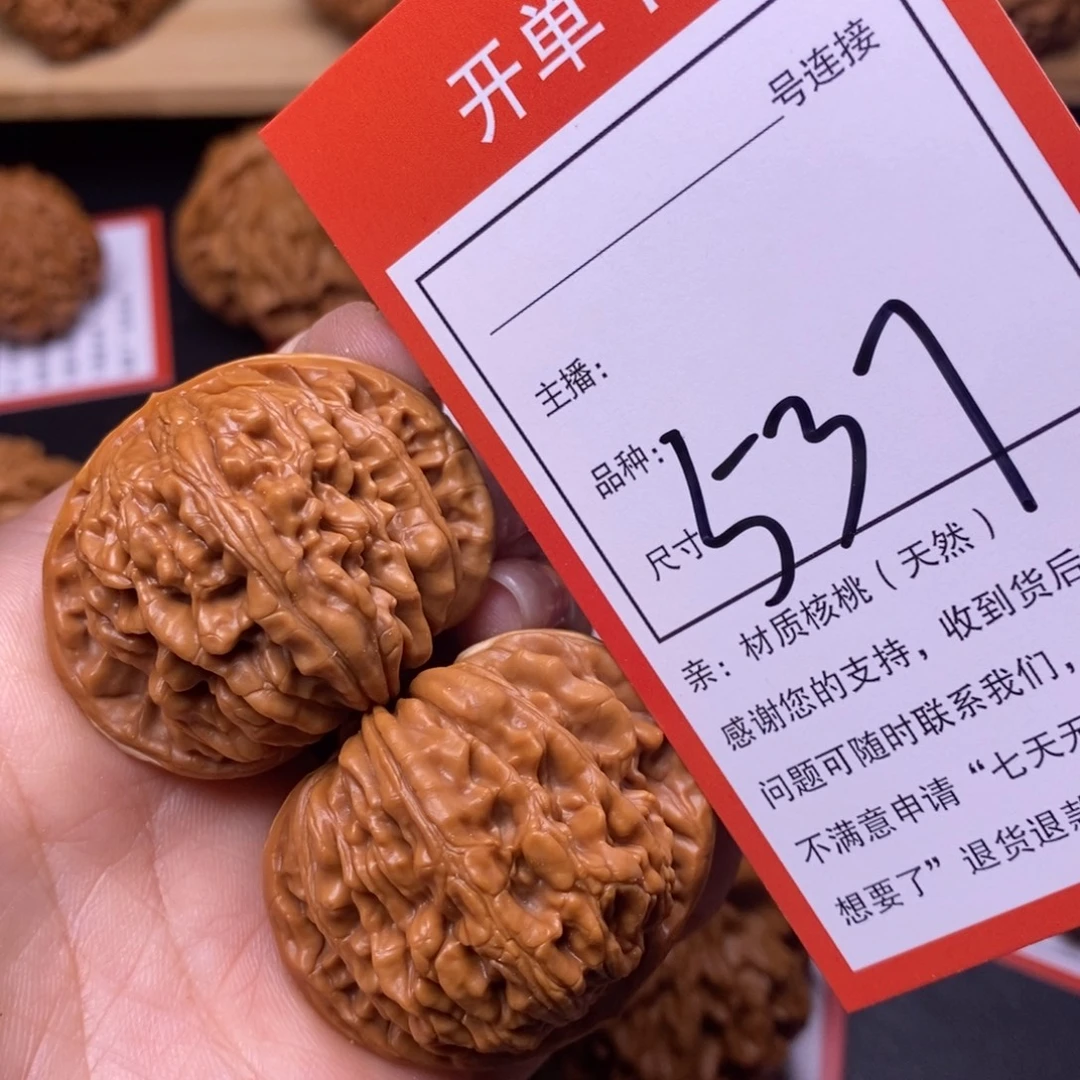 开单
号连接
主播:
品种:
尺寸
537
亲:材质核桃(天然)
感谢您的支持,收到货后
问题可随时联系我们,
不满意申请“七天无
想要了”退货退款